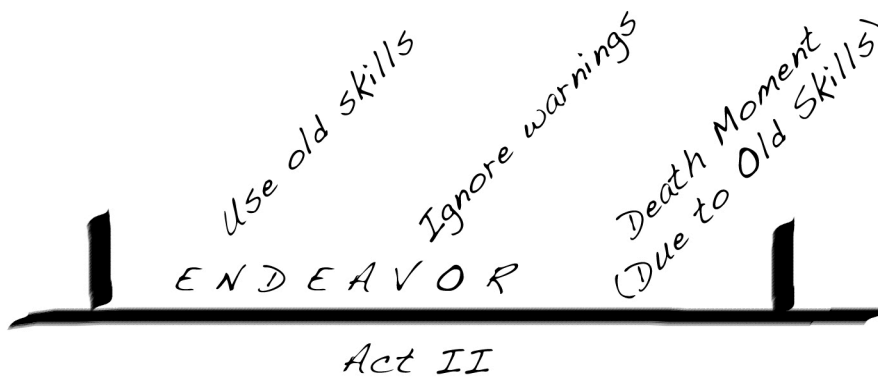 Use old skills
Ignore warnings
Death Moment
(Due to Old Skills)
ENDEAVOR
Act II